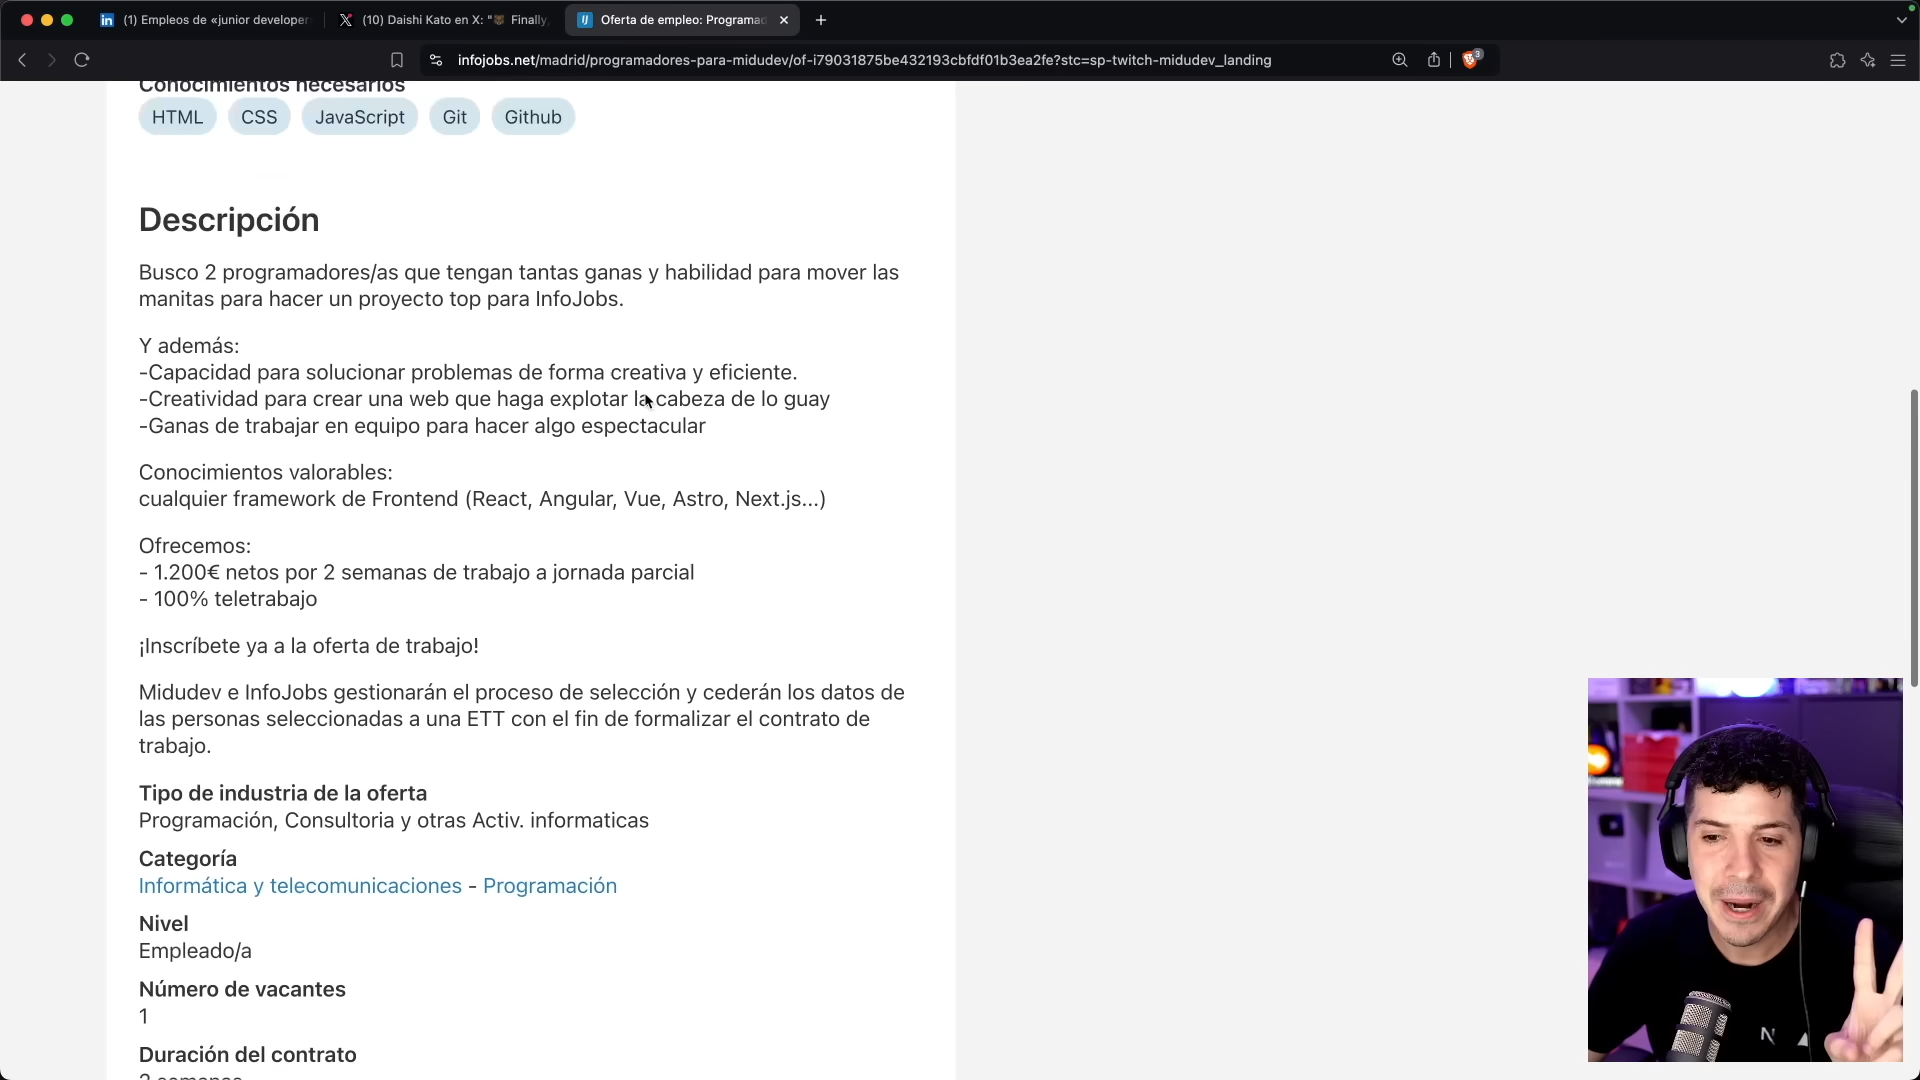 (1) Empleos de «junior developer
(10) Daishi Kato en X: "🐻 Finally,
Oferta de empleo: Programad
infojobs.net/madrid/programadores-para-midudev/of-i79031875be432193cbfdf01b3ea2fe?stc=sp-twitch-midudev_landing
3
Conocimientos necesarios
HTML CSS JavaScript Git Github
Descripción
Busco 2 programadores/as que tengan tantas ganas y habilidad para mover las
manitas para hacer un proyecto top para InfoJobs.
Y además:
-Capacidad para solucionar problemas de forma creativa y eficiente.
-Creatividad para crear una web que haga explotar la cabeza de lo guay
-Ganas de trabajar en equipo para hacer algo espectacular
Conocimientos valorables:
cualquier framework de Frontend (React, Angular, Vue, Astro, Next.js...)
Ofrecemos:
- 1.200€ netos por 2 semanas de trabajo a jornada parcial
- 100% teletrabajo
¡Inscríbete ya a la oferta de trabajo!
Midudev e InfoJobs gestionarán el proceso de selección y cederán los datos de
las personas seleccionadas a una ETT con el fin de formalizar el contrato de
trabajo.
Tipo de industria de la oferta
Programación, Consultoria y otras Activ. informaticas
Categoría
Informática y telecomunicaciones - Programación
Nivel
Empleado/a
Número de vacantes
1
Duración del contrato
2 semanas